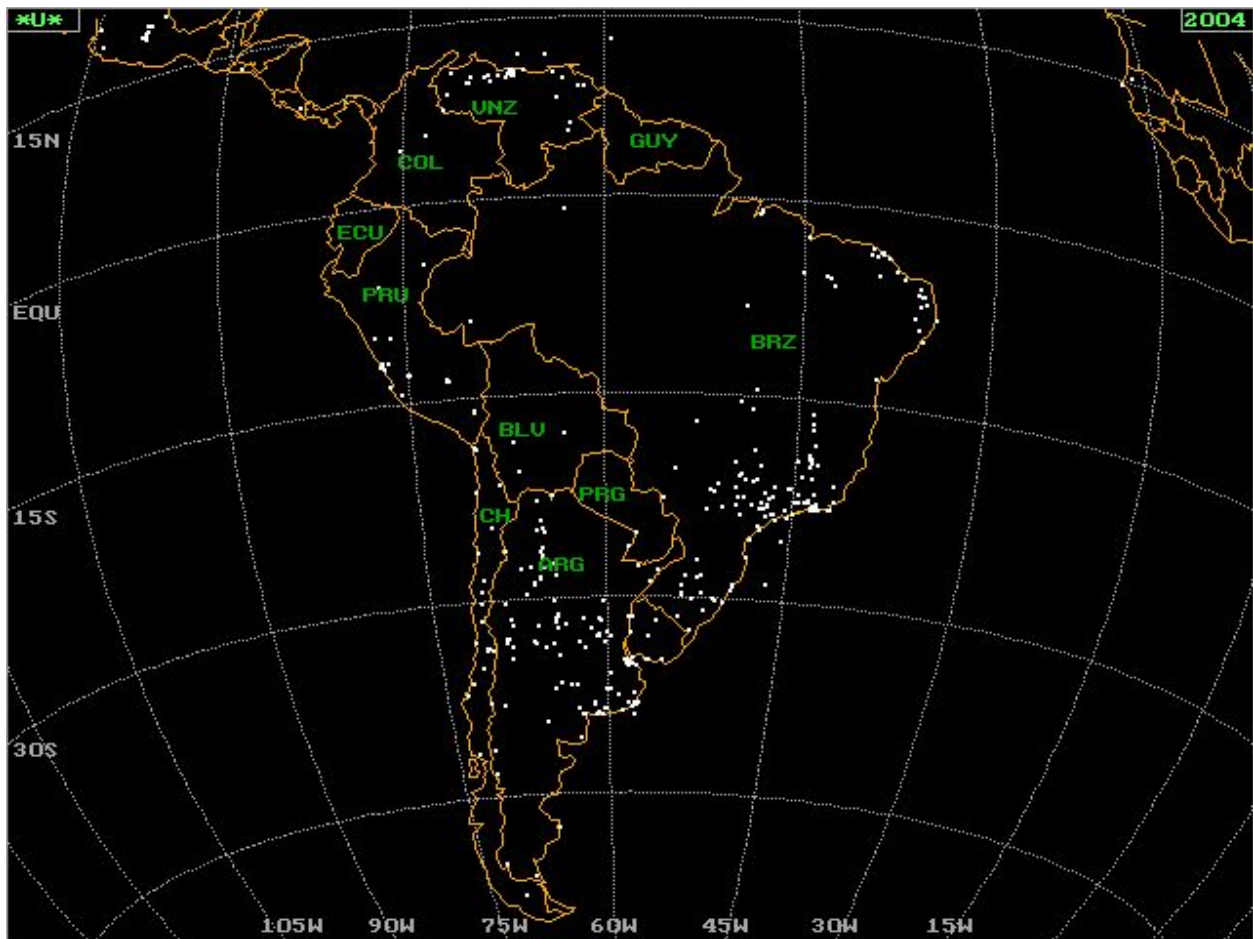 *U*
2004
VNZ
15N
GUY
COL
ECU
PRU
EQU
BRZ
BLV
PRG
15S
CH
ARG
30S
105W 90W 75W 60W 45W 30W 15W